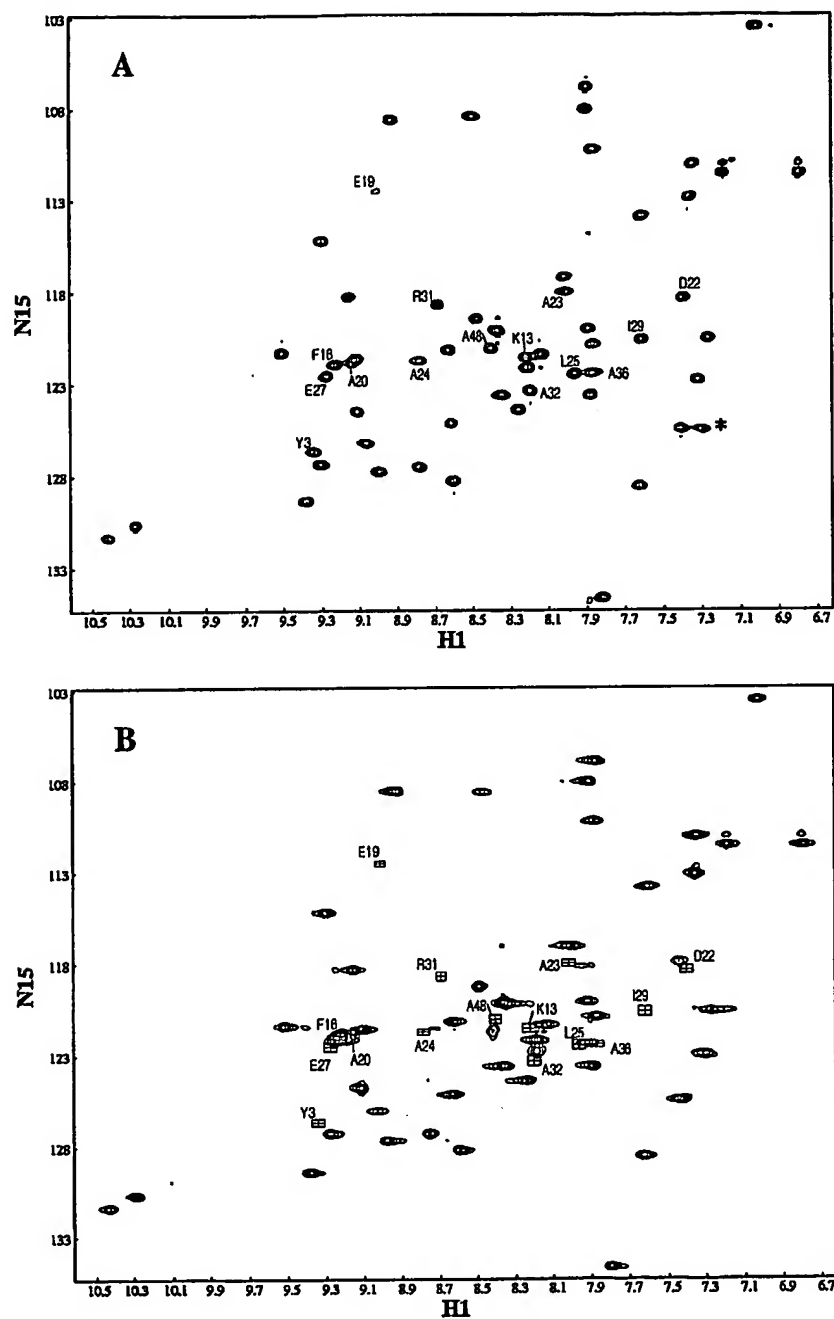 A
103
108
113
118
123
128
133
N15
E19
R31
D22
A23
F16
A48
K13
I29
A24
L25
A36
E27
A20
A32
Y3
*
10.5 10.3 10.1 9.9 9.7 9.5 9.3 9.1 8.9 8.7 8.5 8.3 8.1 7.9 7.7 7.5 7.3 7.1 6.9 6.7
H1
B
103
108
113
118
123
128
133
N15
E19
R31
D22
A23
F16
A48
K13
I29
A24
L25
A36
E27
A20
A32
Y3
10.5 10.3 10.1 9.9 9.7 9.5 9.3 9.1 8.9 8.7 8.5 8.3 8.1 7.9 7.7 7.5 7.3 7.1 6.9 6.7
H1